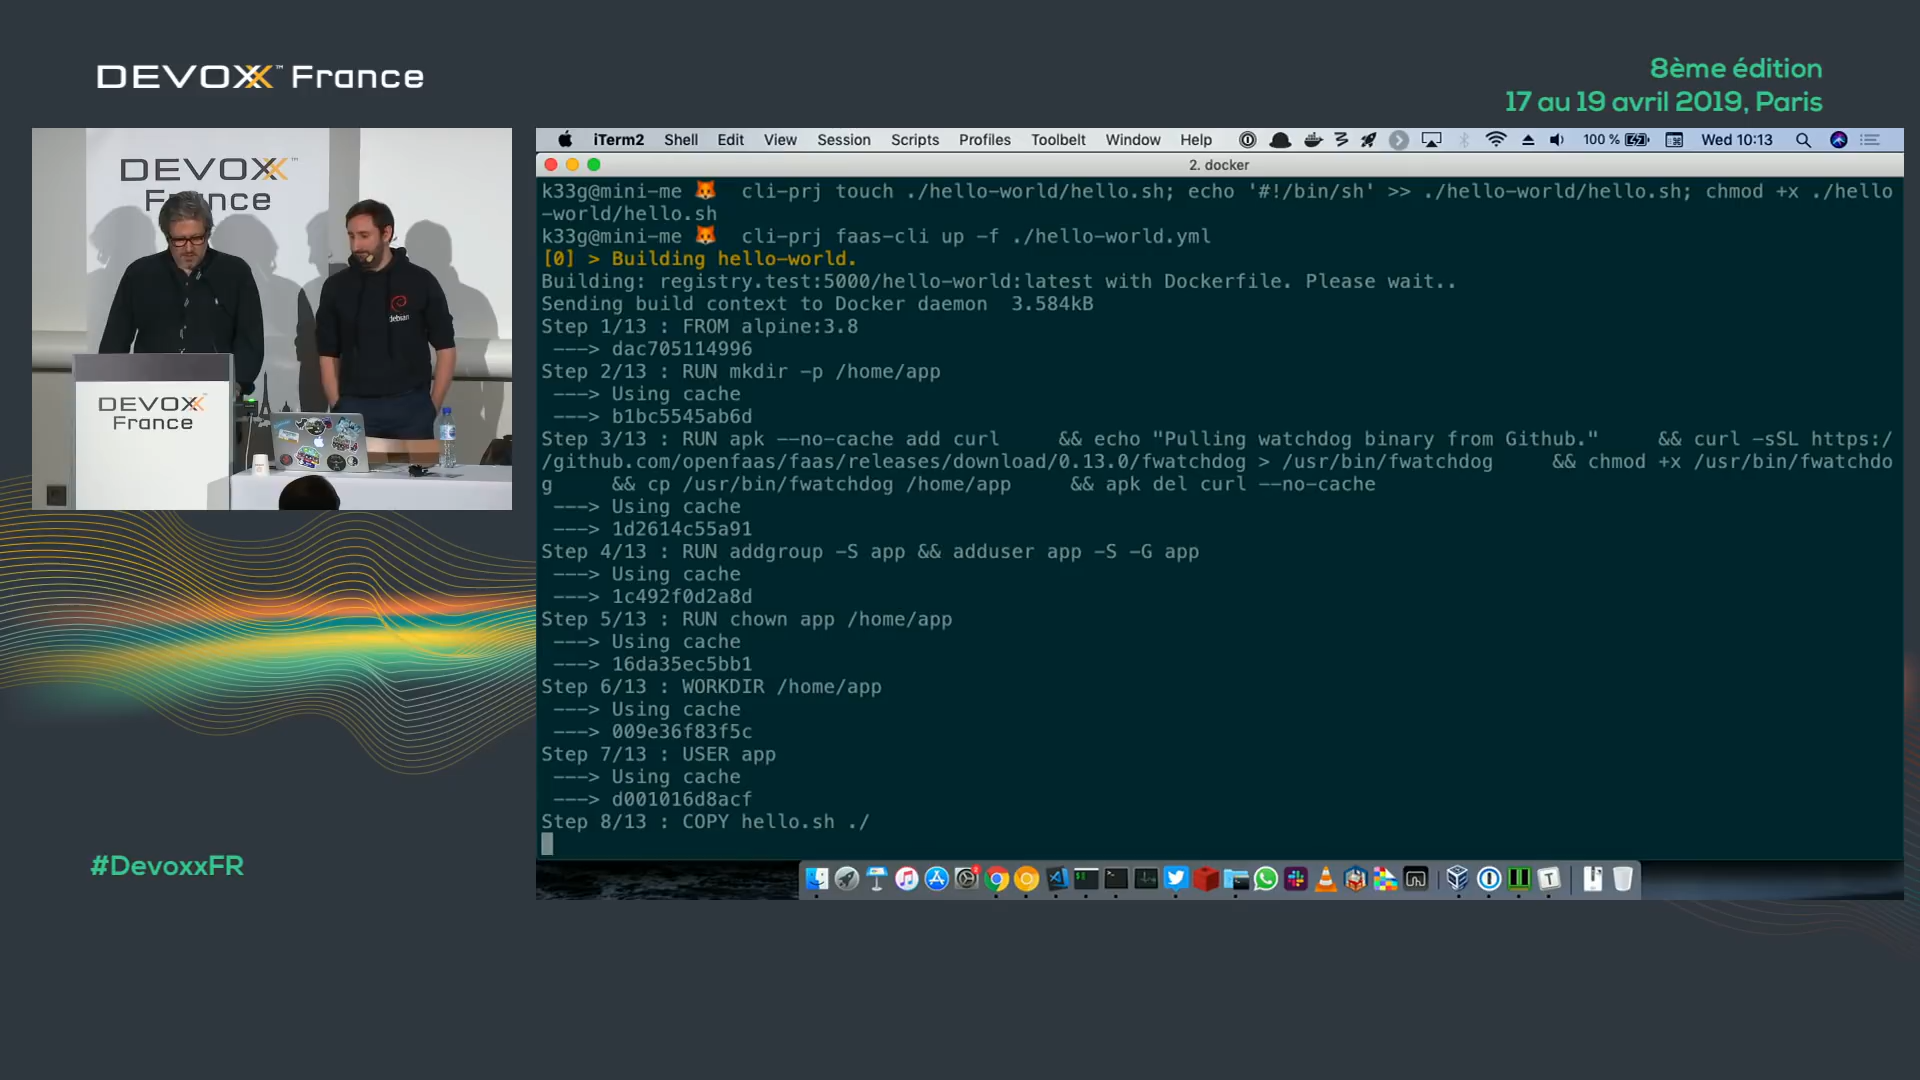 DEVOXX™ France
8ème édition
17 au 19 avril 2019, Paris
DEVOXX™
France
debian
DEVOXX
France
#DevoxxFR
iTerm2 Shell Edit View Session Scripts Profiles Toolbelt Window Help 100 % Wed 10:13
2. docker
k33g@mini-me 🦊 cli-prj touch ./hello-world/hello.sh; echo '#!/bin/sh' >> ./hello-world/hello.sh; chmod +x ./hello
-world/hello.sh
k33g@mini-me 🦊 cli-prj faas-cli up -f ./hello-world.yml
[0] > Building hello-world.
Building: registry.test:5000/hello-world:latest with Dockerfile. Please wait..
Sending build context to Docker daemon  3.584kB
Step 1/13 : FROM alpine:3.8
---> dac705114996
Step 2/13 : RUN mkdir -p /home/app
---> Using cache
---> b1bc5545ab6d
Step 3/13 : RUN apk --no-cache add curl     && echo "Pulling watchdog binary from Github."     && curl -sSL https:/
/github.com/openfaas/faas/releases/download/0.13.0/fwatchdog > /usr/bin/fwatchdog     && chmod +x /usr/bin/fwatchdo
g     && cp /usr/bin/fwatchdog /home/app     && apk del curl --no-cache
---> Using cache
---> 1d2614c55a91
Step 4/13 : RUN addgroup -S app && adduser app -S -G app
---> Using cache
---> 1c492f0d2a8d
Step 5/13 : RUN chown app /home/app
---> Using cache
---> 16da35ec5bb1
Step 6/13 : WORKDIR /home/app
---> Using cache
---> 009e36f83f5c
Step 7/13 : USER app
---> Using cache
---> d001016d8acf
Step 8/13 : COPY hello.sh ./